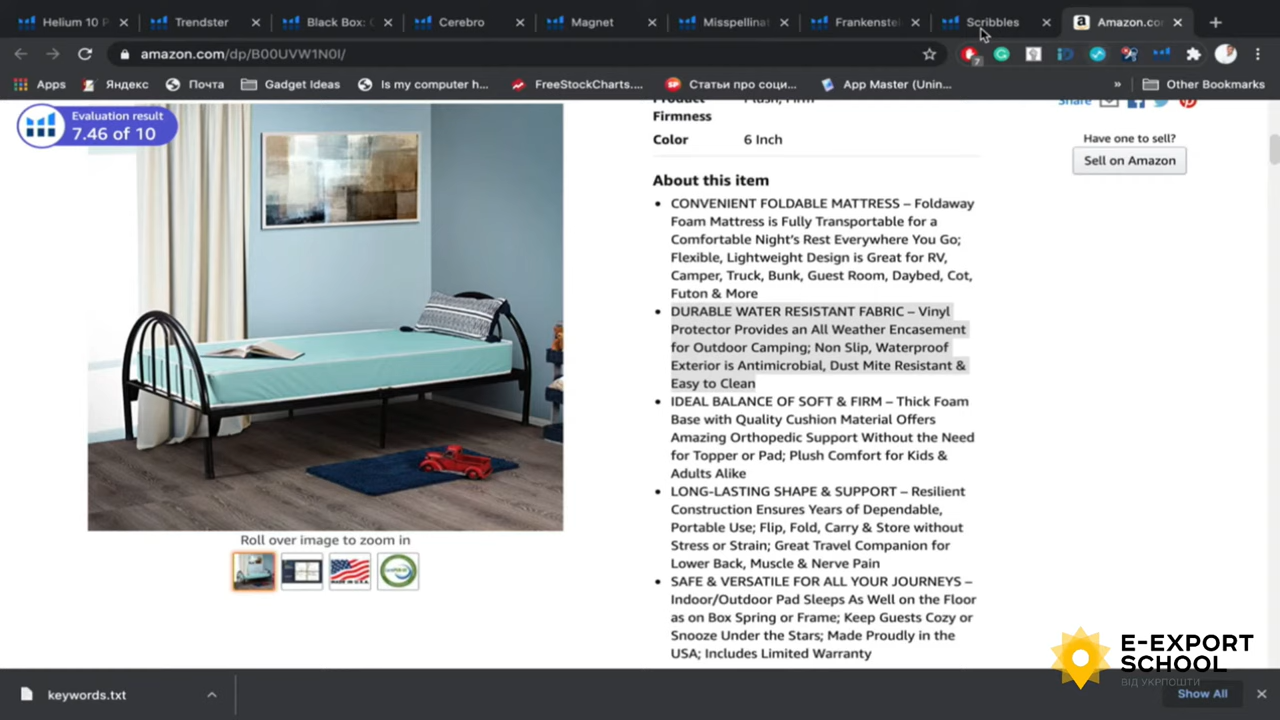 Helium 10 P
Trendster
Black Box: 
Cerebro
Magnet
Misspellinat
Frankenstei
Scribbles
Amazon.co
amazon.com/dp/B00UVW1N0I/
7
Apps
Яндекс
Почта
Gadget Ideas
Is my computer h...
FreeStockCharts....
SP
Статьи про соци...
App Master (Unin...
»
Other Bookmarks
Evaluation result
7.46 of 10
Product
Plush, Firm
Firmness
Color
6 Inch
Share
Have one to sell?
Sell on Amazon
About this item
• CONVENIENT FOLDABLE MATTRESS – Foldaway
Foam Mattress is Fully Transportable for a
Comfortable Night's Rest Everywhere You Go;
Flexible, Lightweight Design is Great for RV,
Camper, Truck, Bunk, Guest Room, Daybed, Cot,
Futon & More
• DURABLE WATER RESISTANT FABRIC – Vinyl
Protector Provides an All Weather Encasement
for Outdoor Camping; Non Slip, Waterproof
Exterior is Antimicrobial, Dust Mite Resistant &
Easy to Clean
• IDEAL BALANCE OF SOFT & FIRM – Thick Foam
Base with Quality Cushion Material Offers
Amazing Orthopedic Support Without the Need
for Topper or Pad; Plush Comfort for Kids &
Adults Alike
• LONG-LASTING SHAPE & SUPPORT – Resilient
Construction Ensures Years of Dependable,
Portable Use; Flip, Fold, Carry & Store without
Stress or Strain; Great Travel Companion for
Lower Back, Muscle & Nerve Pain
• SAFE & VERSATILE FOR ALL YOUR JOURNEYS –
Indoor/Outdoor Pad Sleeps As Well on the Floor
as on Box Spring or Frame; Keep Guests Cozy or
Snooze Under the Stars; Made Proudly in the
USA; Includes Limited Warranty
Roll over image to zoom in
E-EXPORT
SCHOOL
ВІД УКРПОШТИ
keywords.txt
Show All